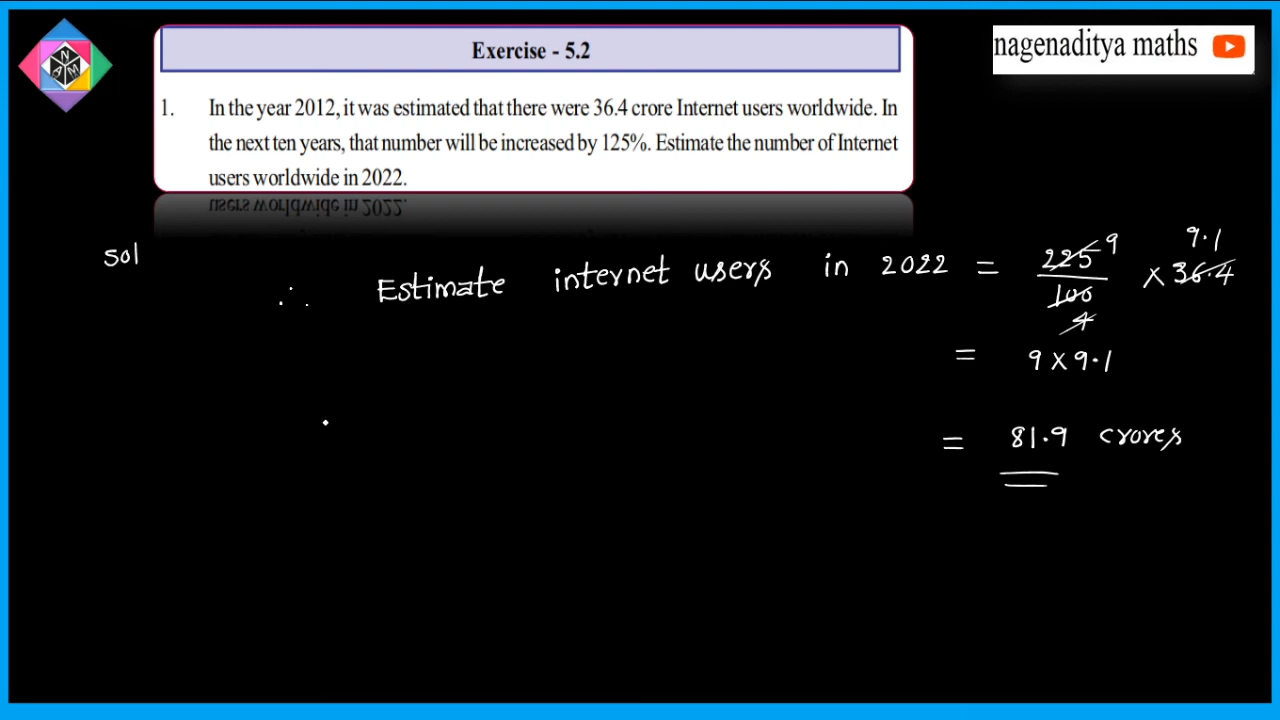 N
A M
nagenaditya maths
Exercise - 5.2
1. In the year 2012, it was estimated that there were 36.4 crore Internet users worldwide. In
the next ten years, that number will be increased by 125%. Estimate the number of Internet
users worldwide in 2022.
sol
∴ Estimate internet users in 2022 = 225/100 × 36.4
9
9.1
4
= 9 × 9.1
= 81.9 crores